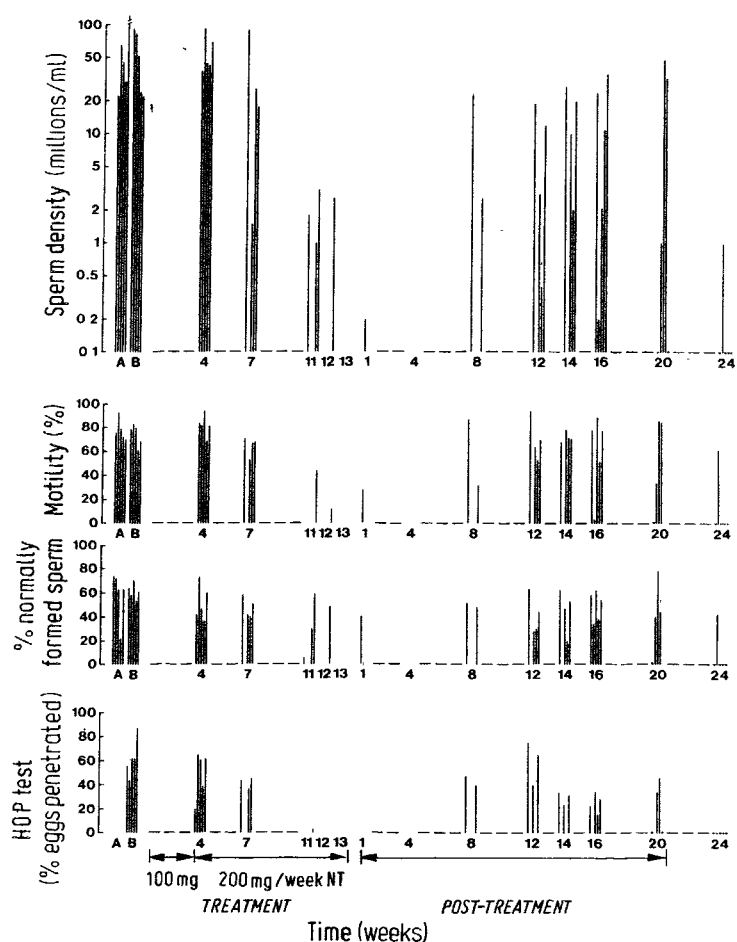 Sperm density (millions/ml)
100
50
20
10
5
2
1
0.5
0 2
0 1
A B 4 7 11 12 13 1 4 8 12 14 16 20 24
Motility (%)
100
80
60
40
20
0
A B 4 7 11 12 13 1 4 8 12 14 16 20 24
% normally
formed sperm
100
80
60
40
20
0
A B 4 7 11 12 13 1 4 8 12 14 16 20 24
HOP test
(% eggs penetrated)
100
80
60
40
20
0
A B 4 7 11 12 13 1 4 8 12 14 16 20 24
100 mg 200 mg/week NT
TREATMENT POST-TREATMENT
Time (weeks)